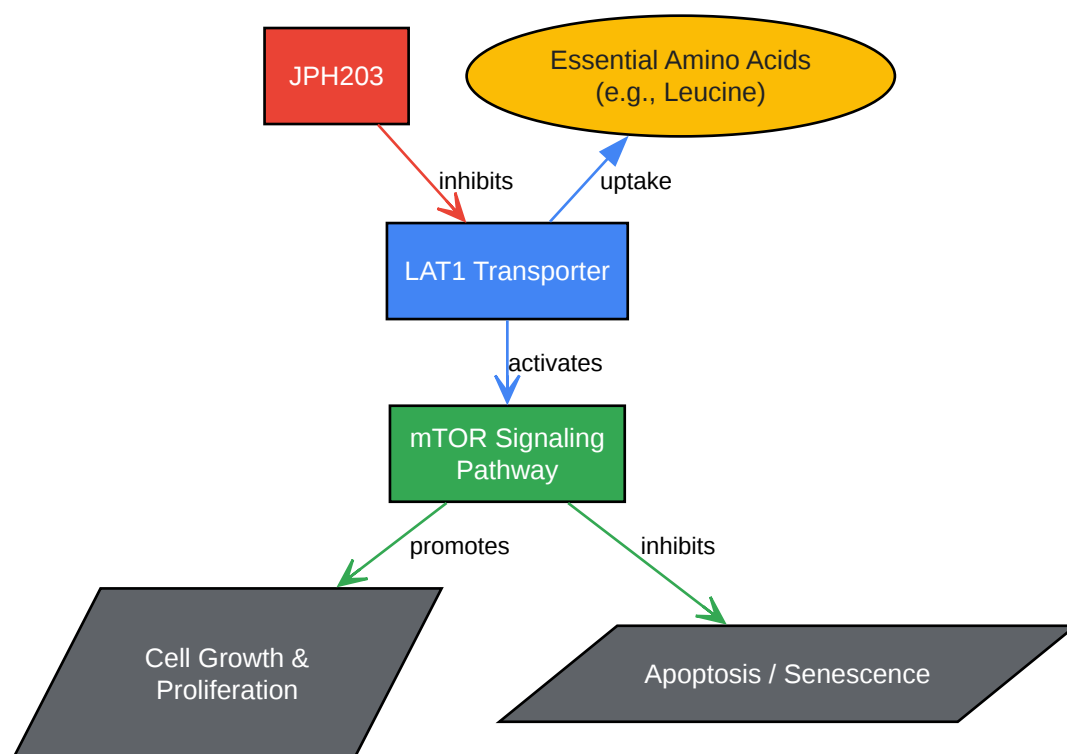 JPH203
Essential Amino Acids
(e.g., Leucine)
inhibits
uptake
LAT1 Transporter
activates
mTOR Signaling
Pathway
promotes
inhibits
Cell Growth &
Proliferation
Apoptosis / Senescence